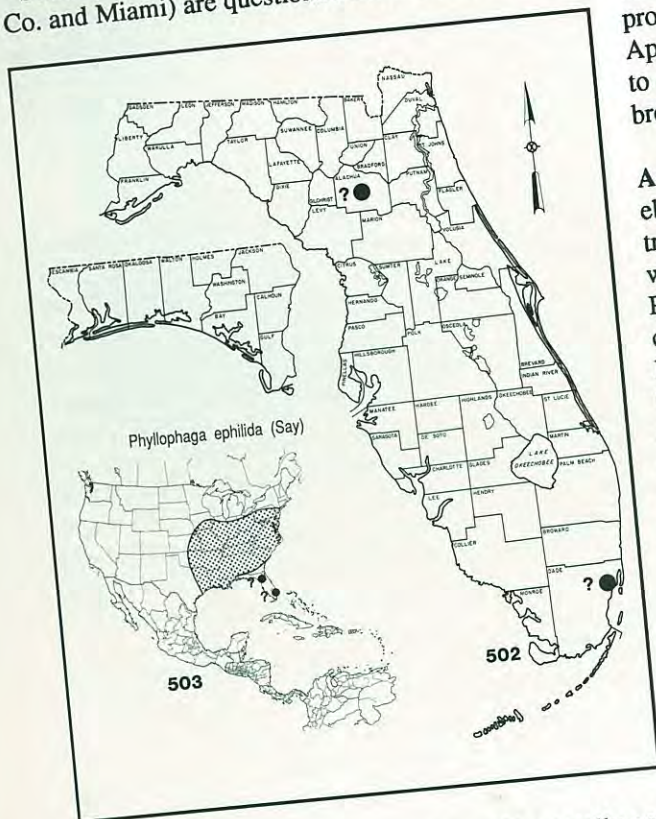 Co. and Miami) are
pro
Ap
to
bro
A
NASSAU
GADSDEN LEON JEFFERSON MADISON HAMILTON BAKER DUVAL
LIBERTY WAKULLA TAYLOR SUWANNEE COLUMBIA UNION CLAY ST. JOHNS
FRANKLIN LAFAYETTE BRADFORD PUTNAM
DIXIE GILCHRIST ALACHUA FLAGLER
?
LEVY MARION VOLUSIA
ESCAMBIA SANTA ROSA OKALOOSA WALTON HOLMES JACKSON
WASHINGTON
BAY CALHOUN
GULF
CITRUS SUMTER LAKE
HERNANDO ORANGE SEMINOLE
PASCO POLK OSCEOLA
PINELLAS HILLSBOROUGH BREVARD
INDIAN RIVER
MANATEE HARDEE HIGHLANDS OKEECHOBEE ST LUCIE
SARASOTA DE SOTO MARTIN
CHARLOTTE GLADES LAKE OKEECHOBEE PALM BEACH
LEE HENDRY
COLLIER BROWARD
MONROE DADE
?
Phyllophaga ephilida (Say)
?
?
503
502